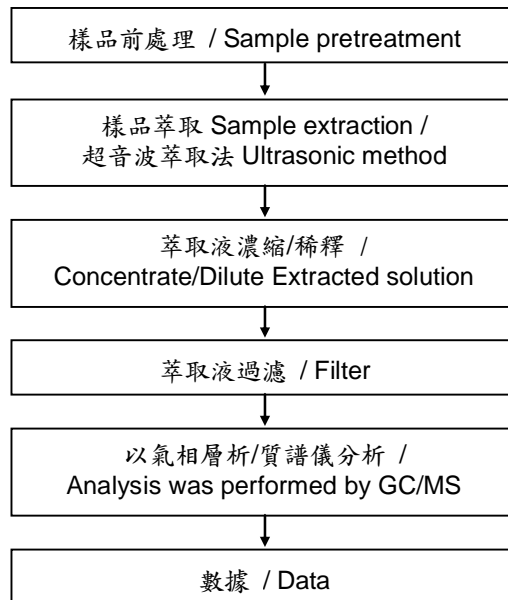 樣品前處理 / Sample pretreatment
樣品萃取 Sample extraction /
超音波萃取法 Ultrasonic method
萃取液濃縮/稀釋 /
Concentrate/Dilute Extracted solution
萃取液過濾 / Filter
以氣相層析/質譜儀分析 /
Analysis was performed by GC/MS
數據 / Data